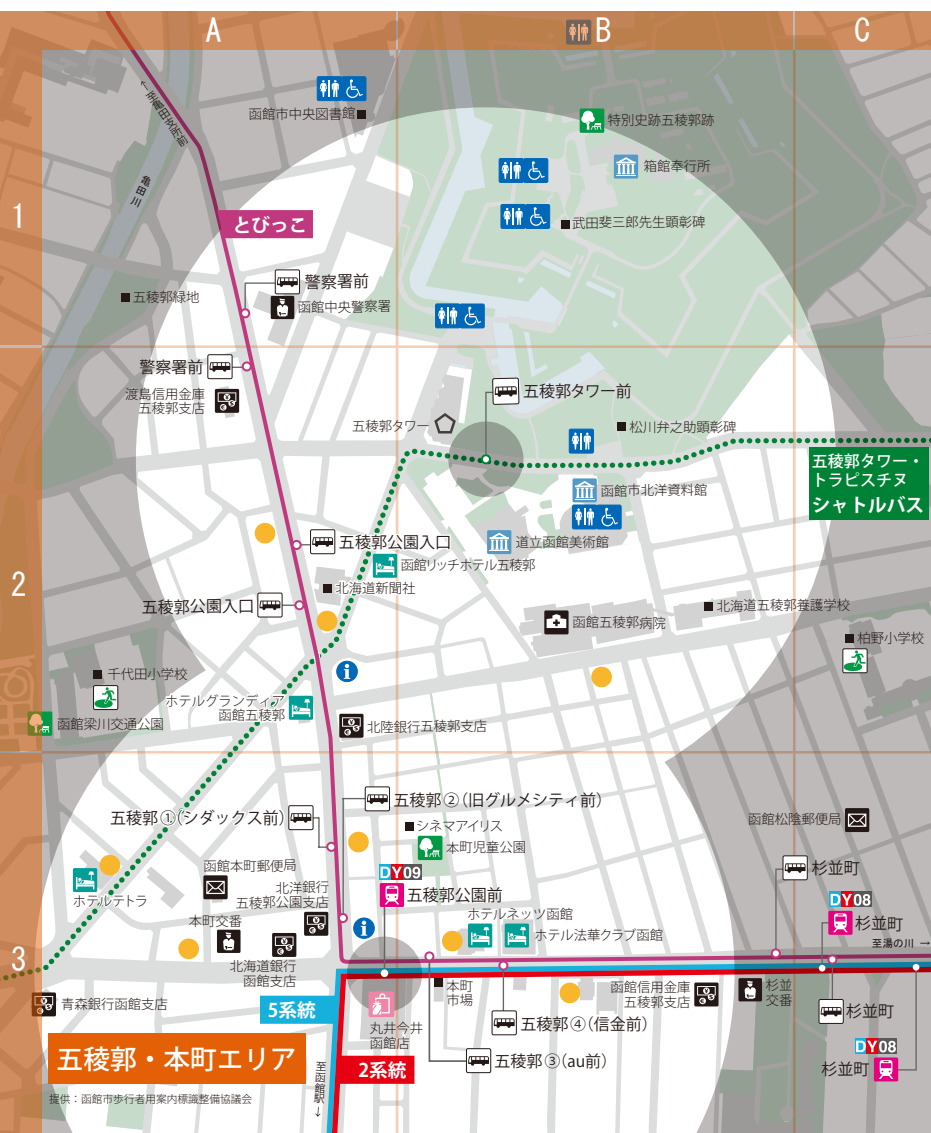 A
B
C
函館市中央図書館
特別史跡五稜郭跡
←至亀田支所前
箱館奉行所
亀田川
1
とびっこ
武田斐三郎先生顕彰碑
警察署前
五稜郭緑地
函館中央警察署
警察署前
渡島信用金庫
五稜郭支店
五稜郭タワー前
五稜郭タワー
松川弁之助顕彰碑
五稜郭タワー・
トラピスチヌ
シャトルバス
函館市北洋資料館
五稜郭公園入口
道立函館美術館
函館リッチホテル五稜郭
2
北海道新聞社
五稜郭公園入口
北海道五稜郭養護学校
函館五稜郭病院
柏野小学校
i
千代田小学校
ホテルグランディア
函館五稜郭
函館梁川交通公園
北陸銀行五稜郭支店
五稜郭②(旧グルメシティ前)
五稜郭①(シダックス前)
シネマアイリス
本町児童公園
函館松陰郵便局
函館本町郵便局
DY09
五稜郭公園前
杉並町
ホテルテトラ
北洋銀行
五稜郭公園支店
DY08
杉並町
本町交番
i
ホテルネッツ函館
ホテル法華クラブ函館
至湯の川→
3
北海道銀行
函館支店
青森銀行函館支店
5系統
本町
市場
函館信用金庫
五稜郭支店
杉並
交番
杉並町
丸井今井
函館店
五稜郭④(信金前)
五稜郭・本町エリア
2系統
五稜郭③(au前)
DY08
杉並町
至函館駅→
提供：函館市歩行者用案内標識整備協議会